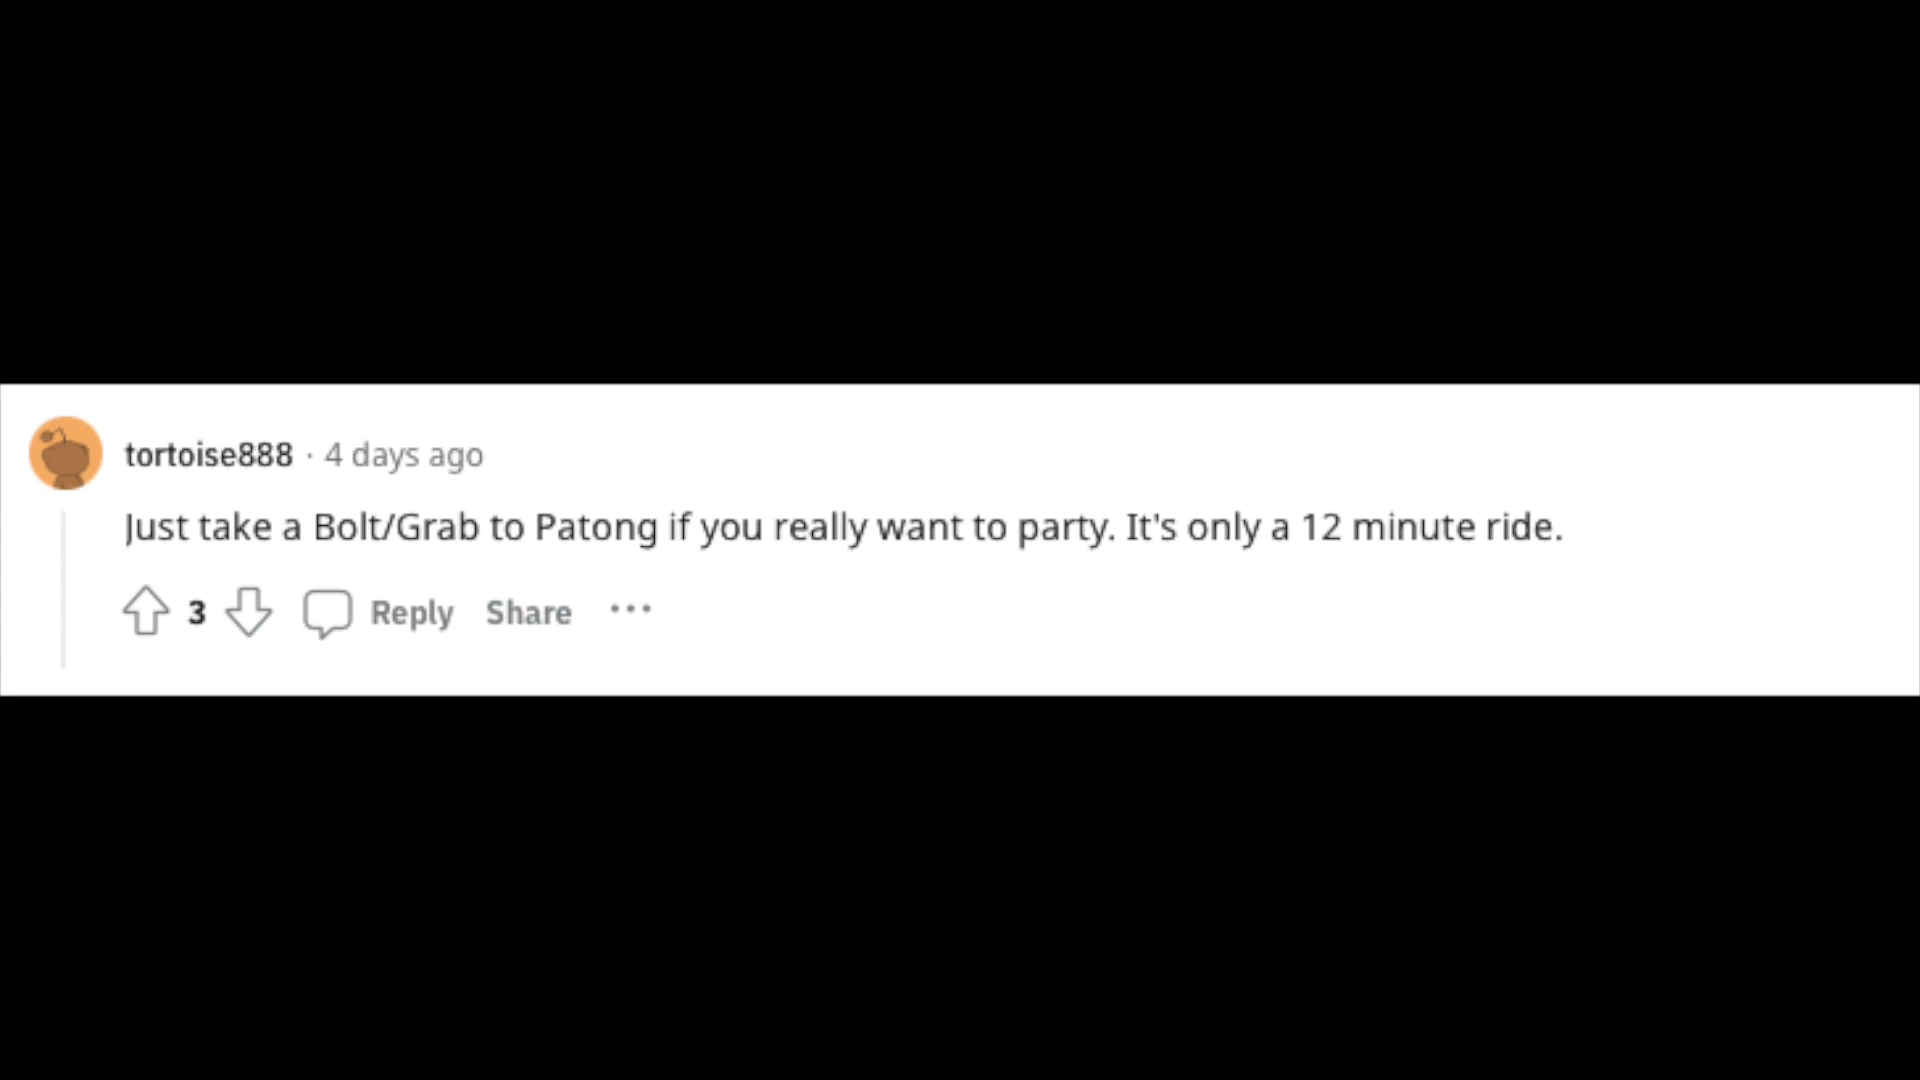 tortoise888 · 4 days ago
Just take a Bolt/Grab to Patong if you really want to party. It's only a 12 minute ride.
3 Reply Share ···